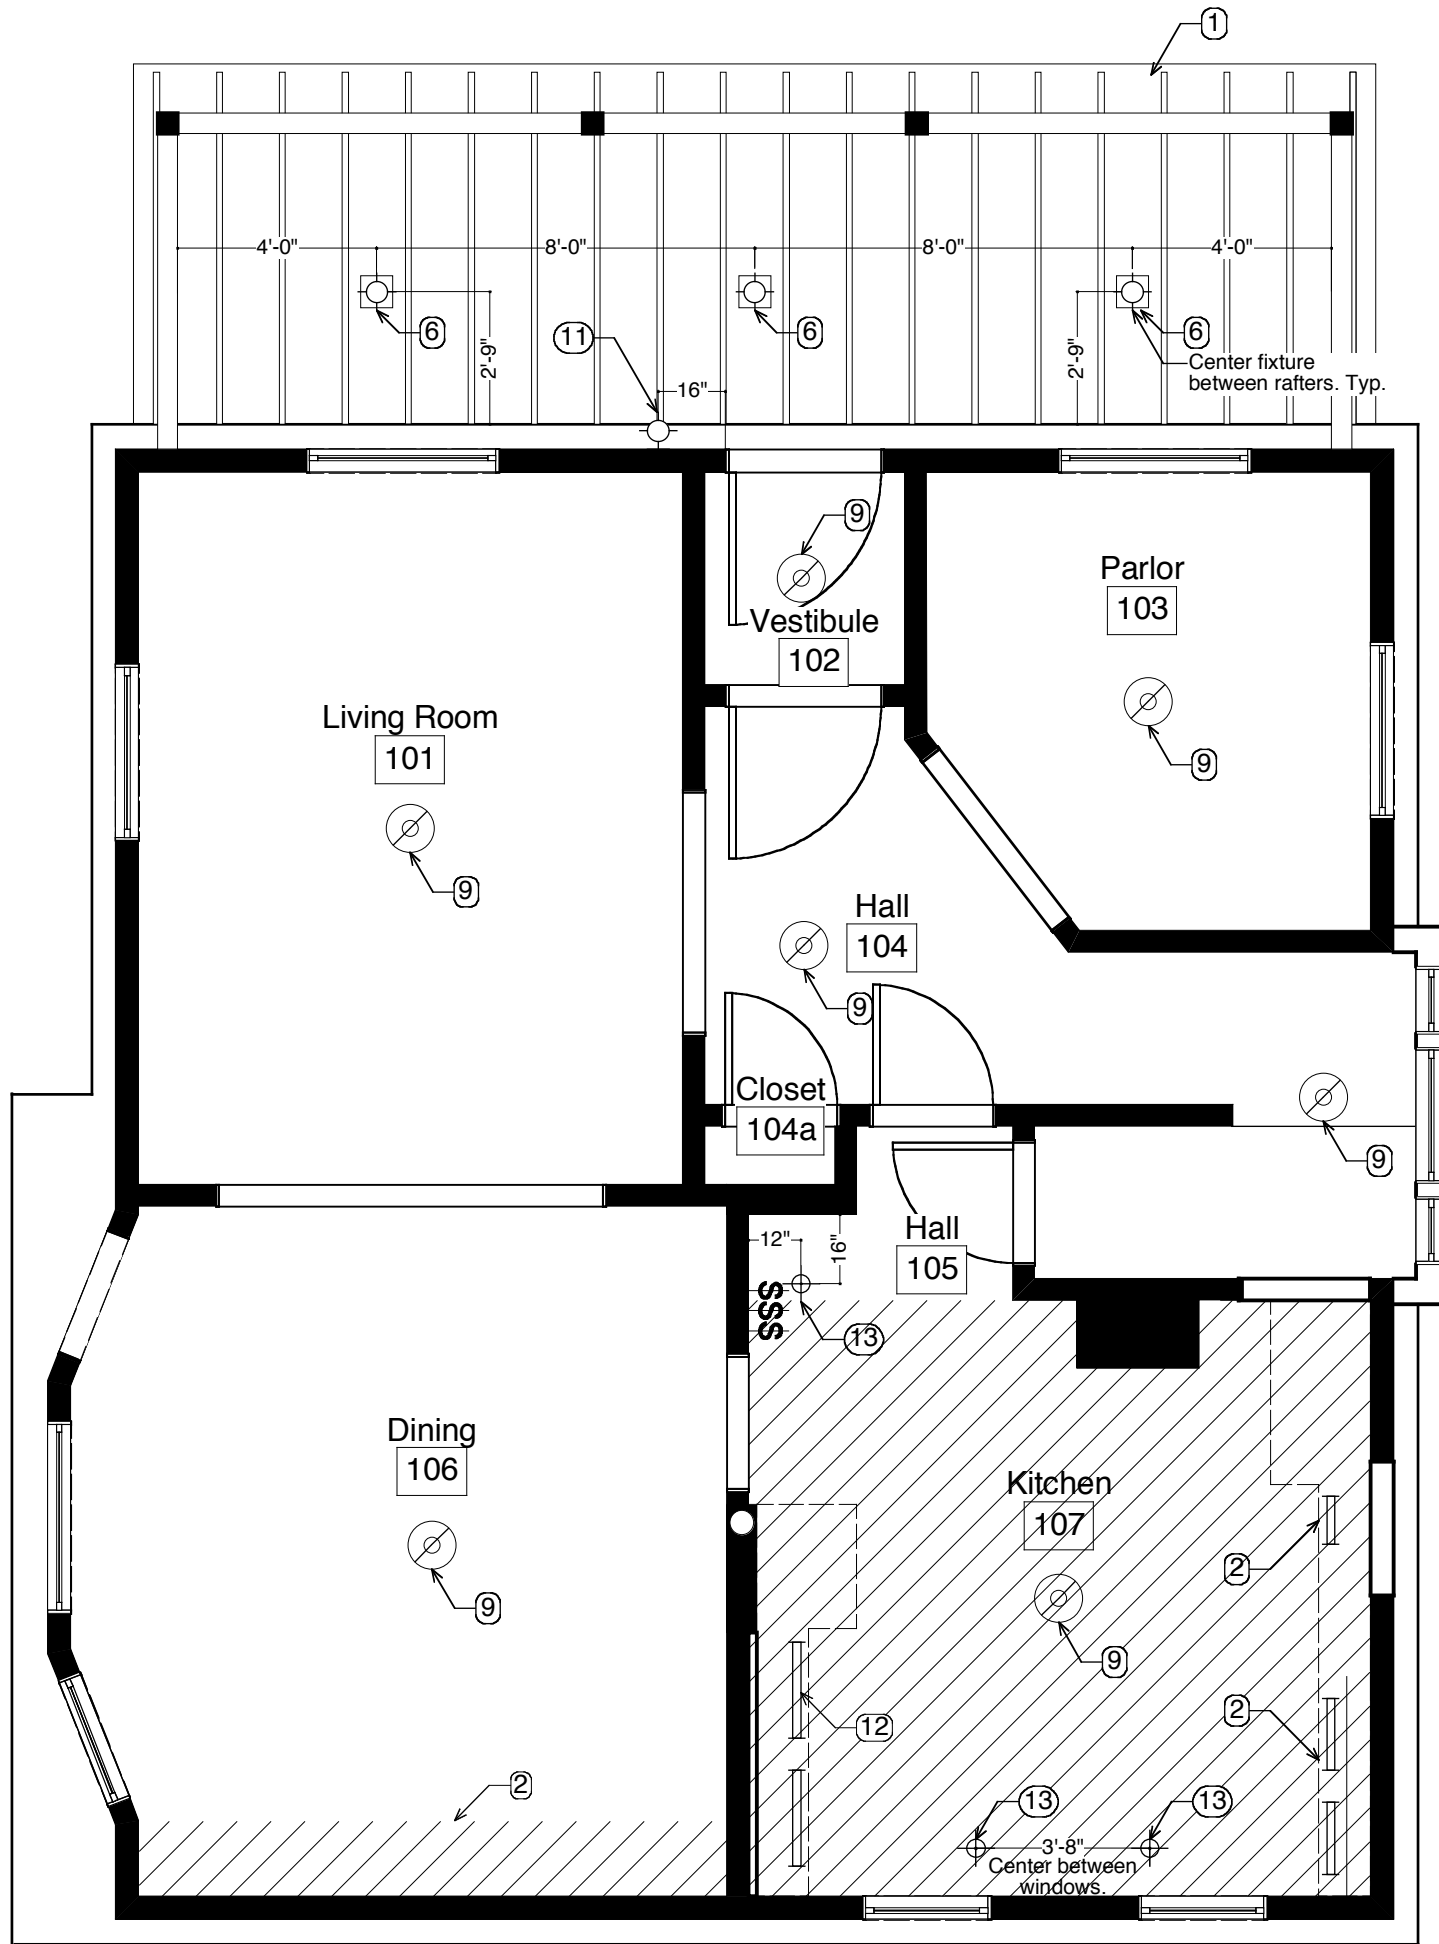 1
4'-0"
8'-0"
8'-0"
4'-0"
6
6
6
11
2'-9"
2'-9"
16"
Center fixture
between rafters. Typ.
9
Vestibule
102
Parlor
103
9
Living Room
101
9
Hall
104
9
Closet
104a
9
12"
16"
Hall
105
SSS
13
Dining
106
9
Kitchen
107
2
9
12
2
2
13
13
3'-8"
Center between
windows.